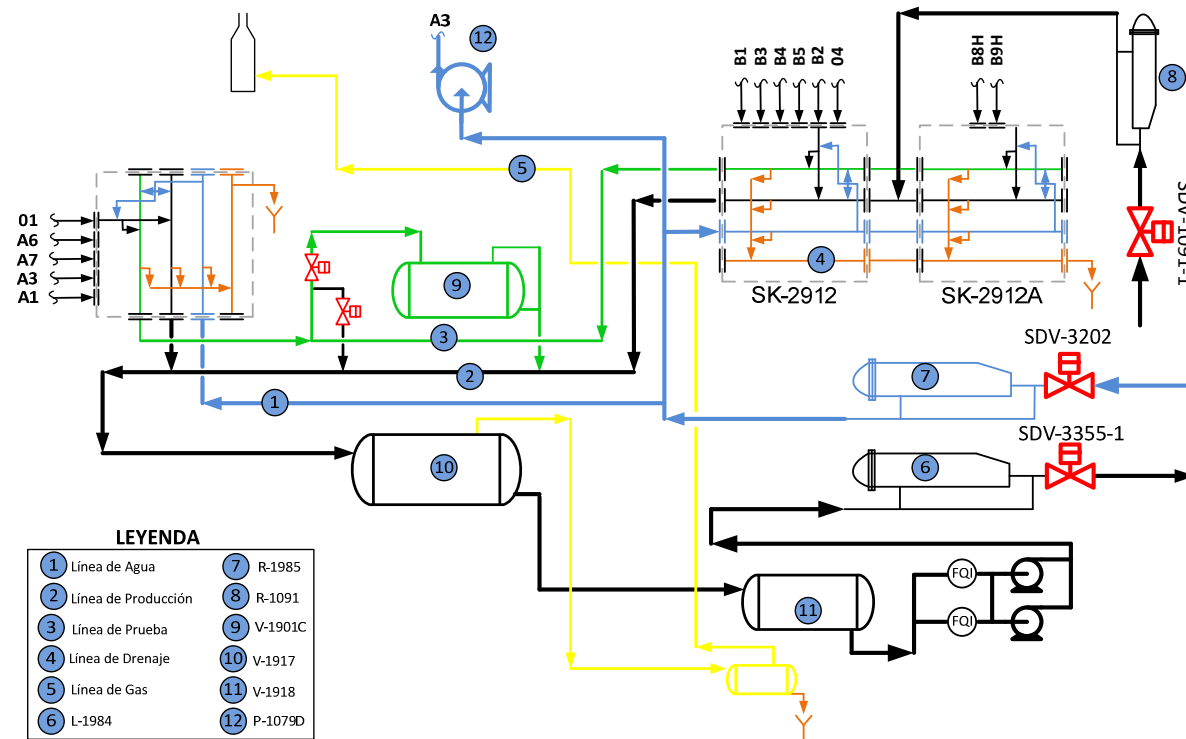 A3
12
B1
B3
B4
B5
B2
04
B8H
B9H
8
5
01
A6
A7
A3
A1
9
4
SK-2912
SK-2912A
SDV-1091-1
3
SDV-3202
2
7
1
SDV-3355-1
10
6
LEYENDA
1 Línea de Agua
2 Línea de Producción
3 Línea de Prueba
4 Línea de Drenaje
5 Línea de Gas
6 L-1984
7 R-1985
8 R-1091
9 V-1901C
10 V-1917
11 V-1918
12 P-1079D
FQI
11
FQI